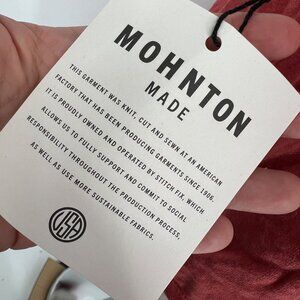 MOHNTON
MADE
THIS GARMENT WAS KNIT, CUT AND SEWN AT AN AMERICAN
FACTORY THAT HAS BEEN PRODUCING GARMENTS SINCE 1906.
IT IS PROUDLY OWNED AND OPERATED BY STITCH FIX, WHICH
ALLOWS US TO FULLY SUPPORT AND COMMIT TO SOCIAL
RESPONSIBILITY THROUGHOUT THE PRODUCTION PROCESS,
AS WELL AS USE MORE SUSTAINABLE FABRICS.
USA